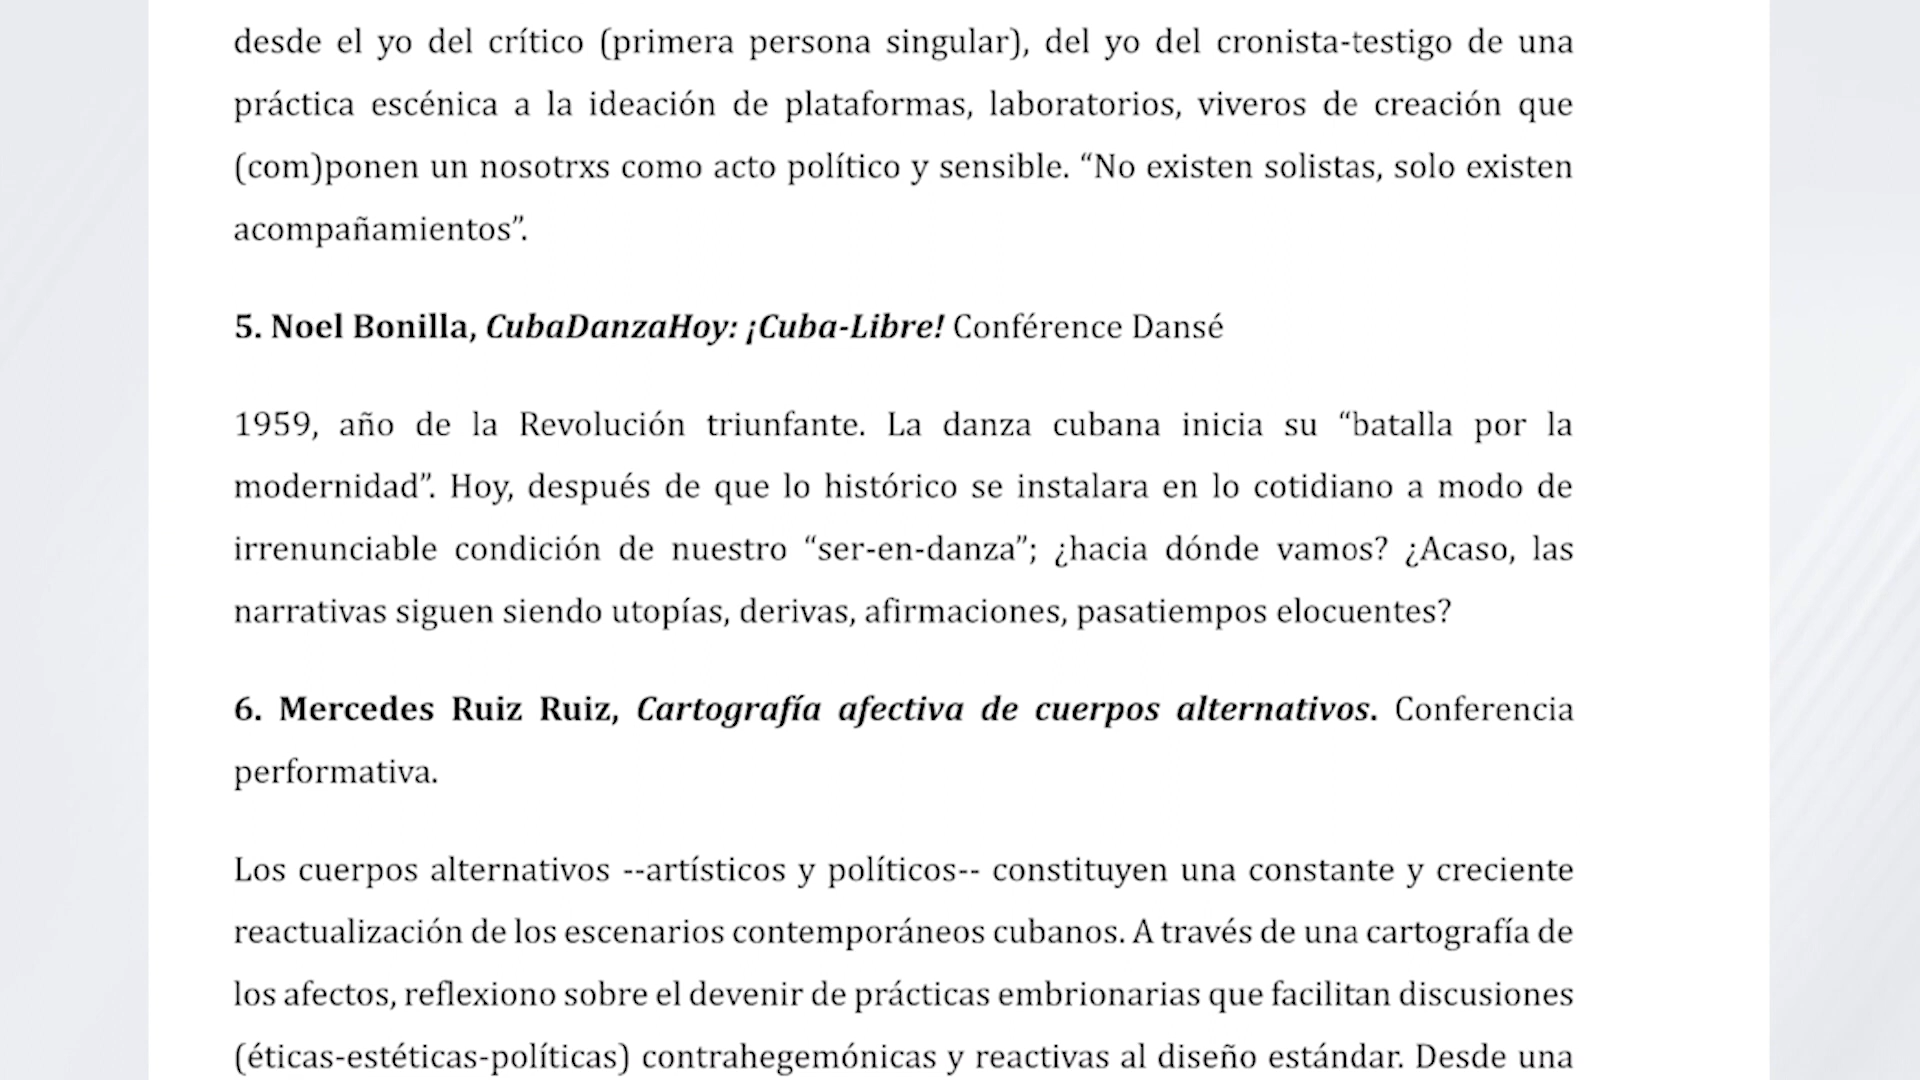 desde el yo del crítico (primera persona singular), del yo del cronista-testigo de una
práctica escénica a la ideación de plataformas, laboratorios, viveros de creación que
(com)ponen un nosotrxs como acto político y sensible. “No existen solistas, solo existen
acompañamientos”.
5. Noel Bonilla, CubaDanzaHoy: ¡Cuba-Libre! Conférence Dansé
1959, año de la Revolución triunfante. La danza cubana inicia su “batalla por la
modernidad”. Hoy, después de que lo histórico se instalara en lo cotidiano a modo de
irrenunciable condición de nuestro “ser-en-danza”; ¿hacia dónde vamos? ¿Acaso, las
narrativas siguen siendo utopías, derivas, afirmaciones, pasatiempos elocuentes?
6. Mercedes Ruiz Ruiz, Cartografía afectiva de cuerpos alternativos. Conferencia
performativa.
Los cuerpos alternativos --artísticos y políticos-- constituyen una constante y creciente
reactualización de los escenarios contemporáneos cubanos. A través de una cartografía de
los afectos, reflexiono sobre el devenir de prácticas embrionarias que facilitan discusiones
(éticas-estéticas-políticas) contrahegemónicas y reactivas al diseño estándar. Desde una